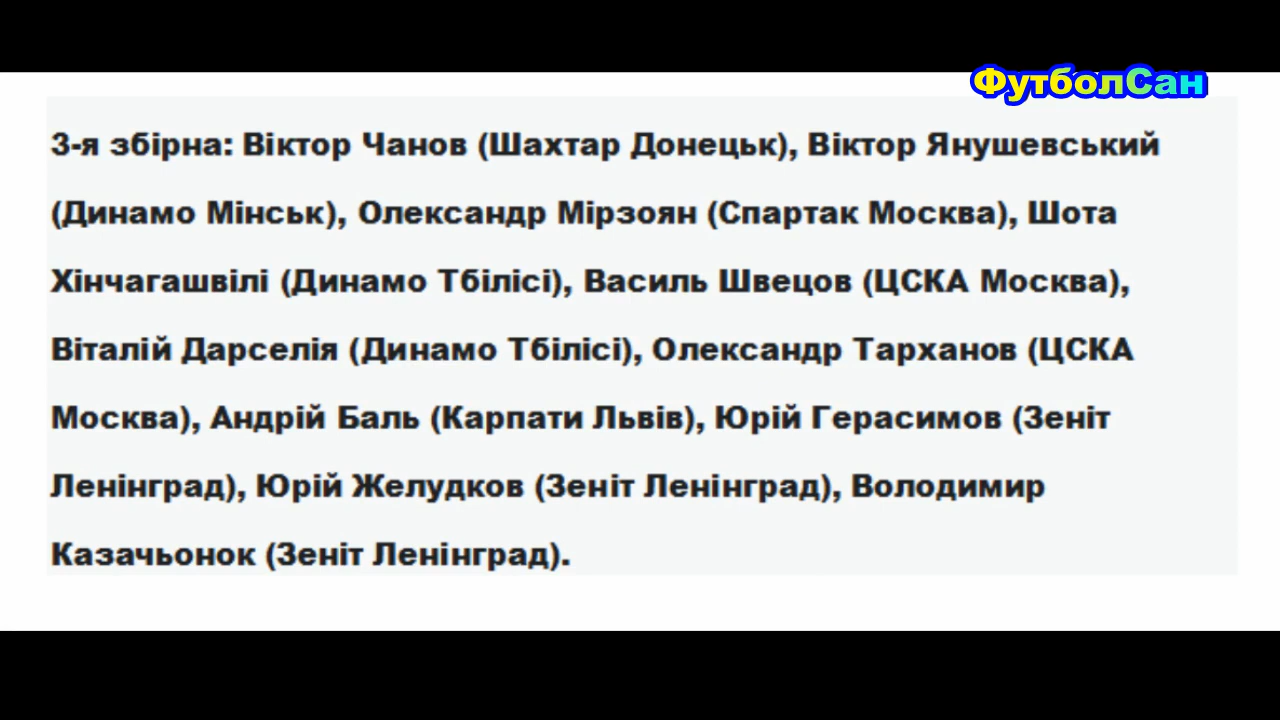 ФутболСан
3-я збірна: Віктор Чанов (Шахтар Донецьк), Віктор Янушевський
(Динамо Мінськ), Олександр Мірзоян (Спартак Москва), Шота
Хінчагашвілі (Динамо Тбілісі), Василь Швецов (ЦСКА Москва),
Віталій Дарселія (Динамо Тбілісі), Олександр Тарханов (ЦСКА
Москва), Андрій Баль (Карпати Львів), Юрій Герасимов (Зеніт
Ленінград), Юрій Желудков (Зеніт Ленінград), Володимир
Казачьонок (Зеніт Ленінград).